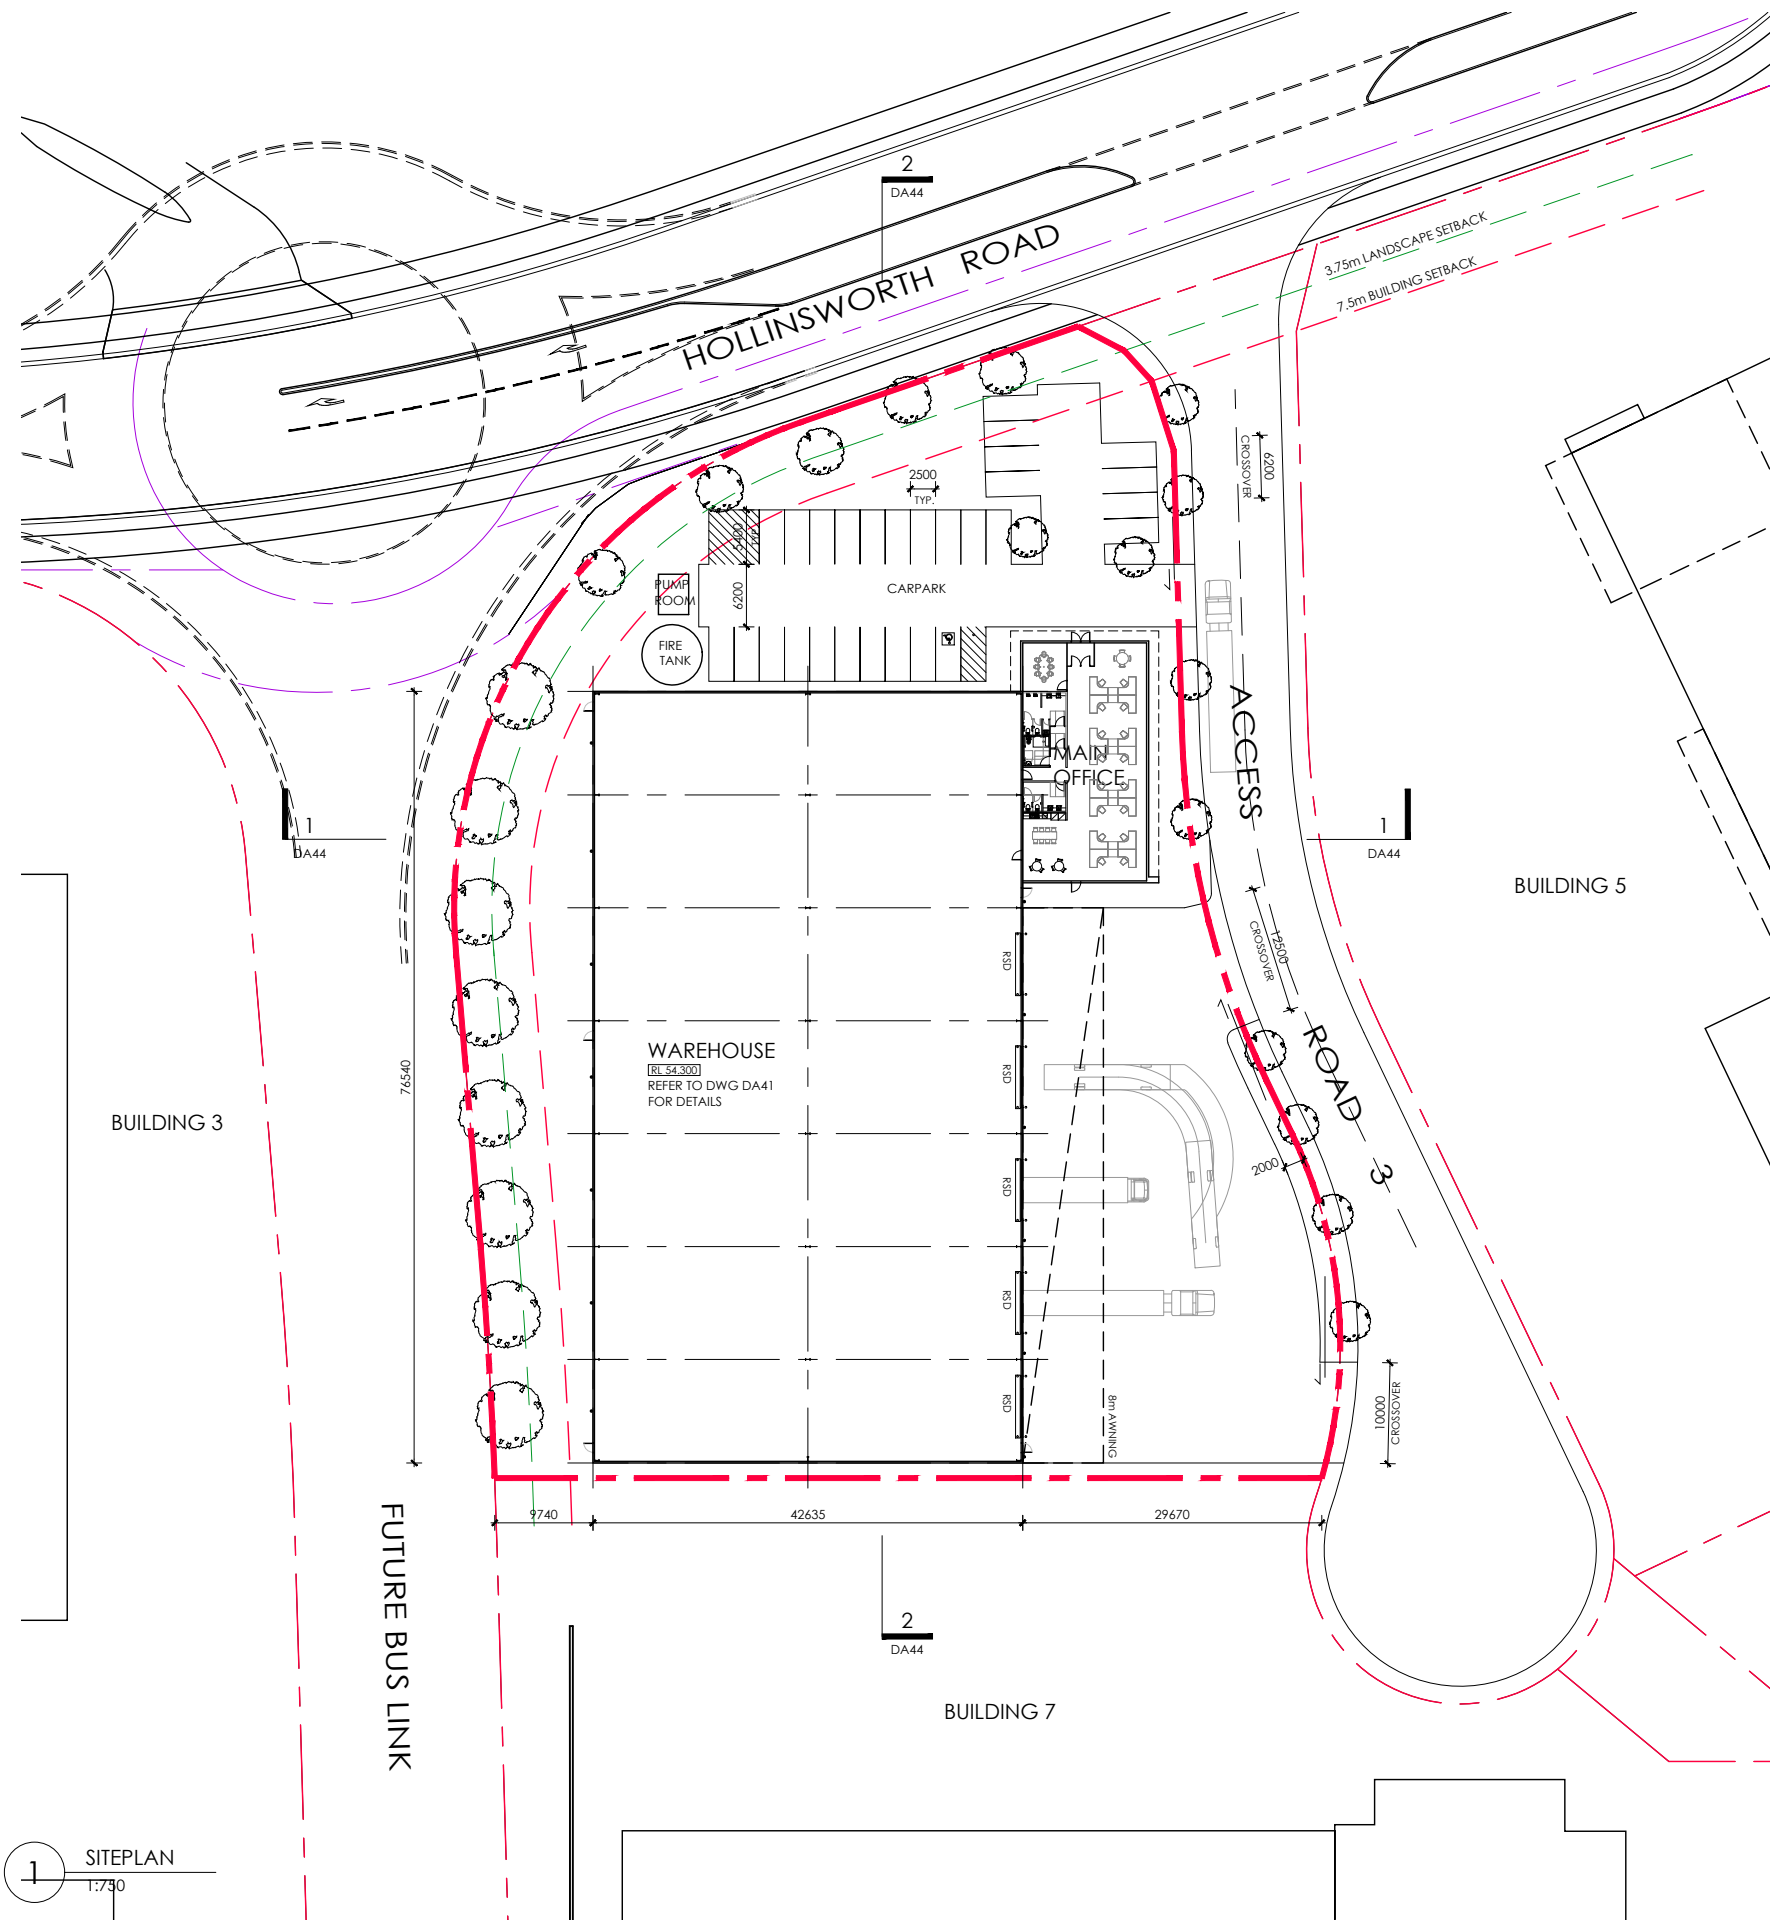 2
DA44
HOLLINSWORTH ROAD
3.75m LANDSCAPE SETBACK
7.5m BUILDING SETBACK
6200
CROSSOVER
2500
TYP.
5400
PUMP
ROOM
6200
CARPARK
FIRE
TANK
ACCESS ROAD 3
MAIN
OFFICE
1
DA44
1
DA44
BUILDING 5
12500
CROSSOVER
RSD
WAREHOUSE
RL 54.300
REFER TO DWG DA41
FOR DETAILS
RSD
76540
BUILDING 3
2000
RSD
RSD
RSD
8m AWNING
10000
CROSSOVER
9740
42635
29670
FUTURE BUS LINK
2
DA44
BUILDING 7
1
SITEPLAN
1:750